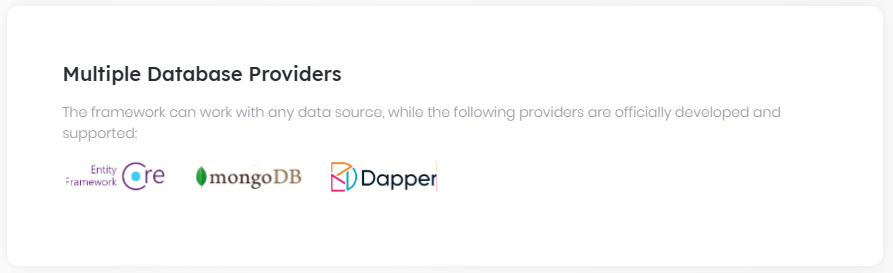 Multiple Database Providers
The framework can work with any data source, while the following providers are officially developed and
supported:
Entity Framework Core mongoDB Dapper